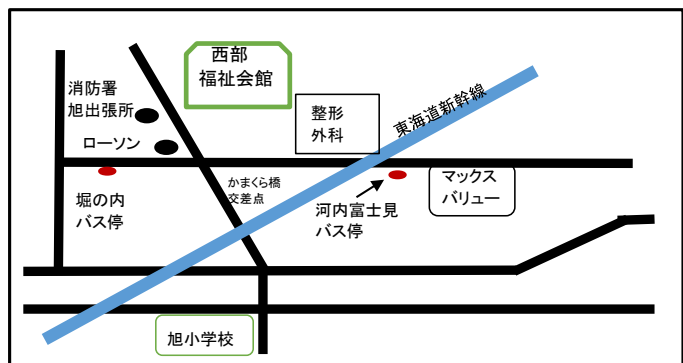 西部
福祉会館
消防署
旭出張所
整形
外科
東海道新幹線
ローソン
かまくら橋
交差点
マックス
バリュー
堀の内
バス停
河内富士見
バス停
旭小学校